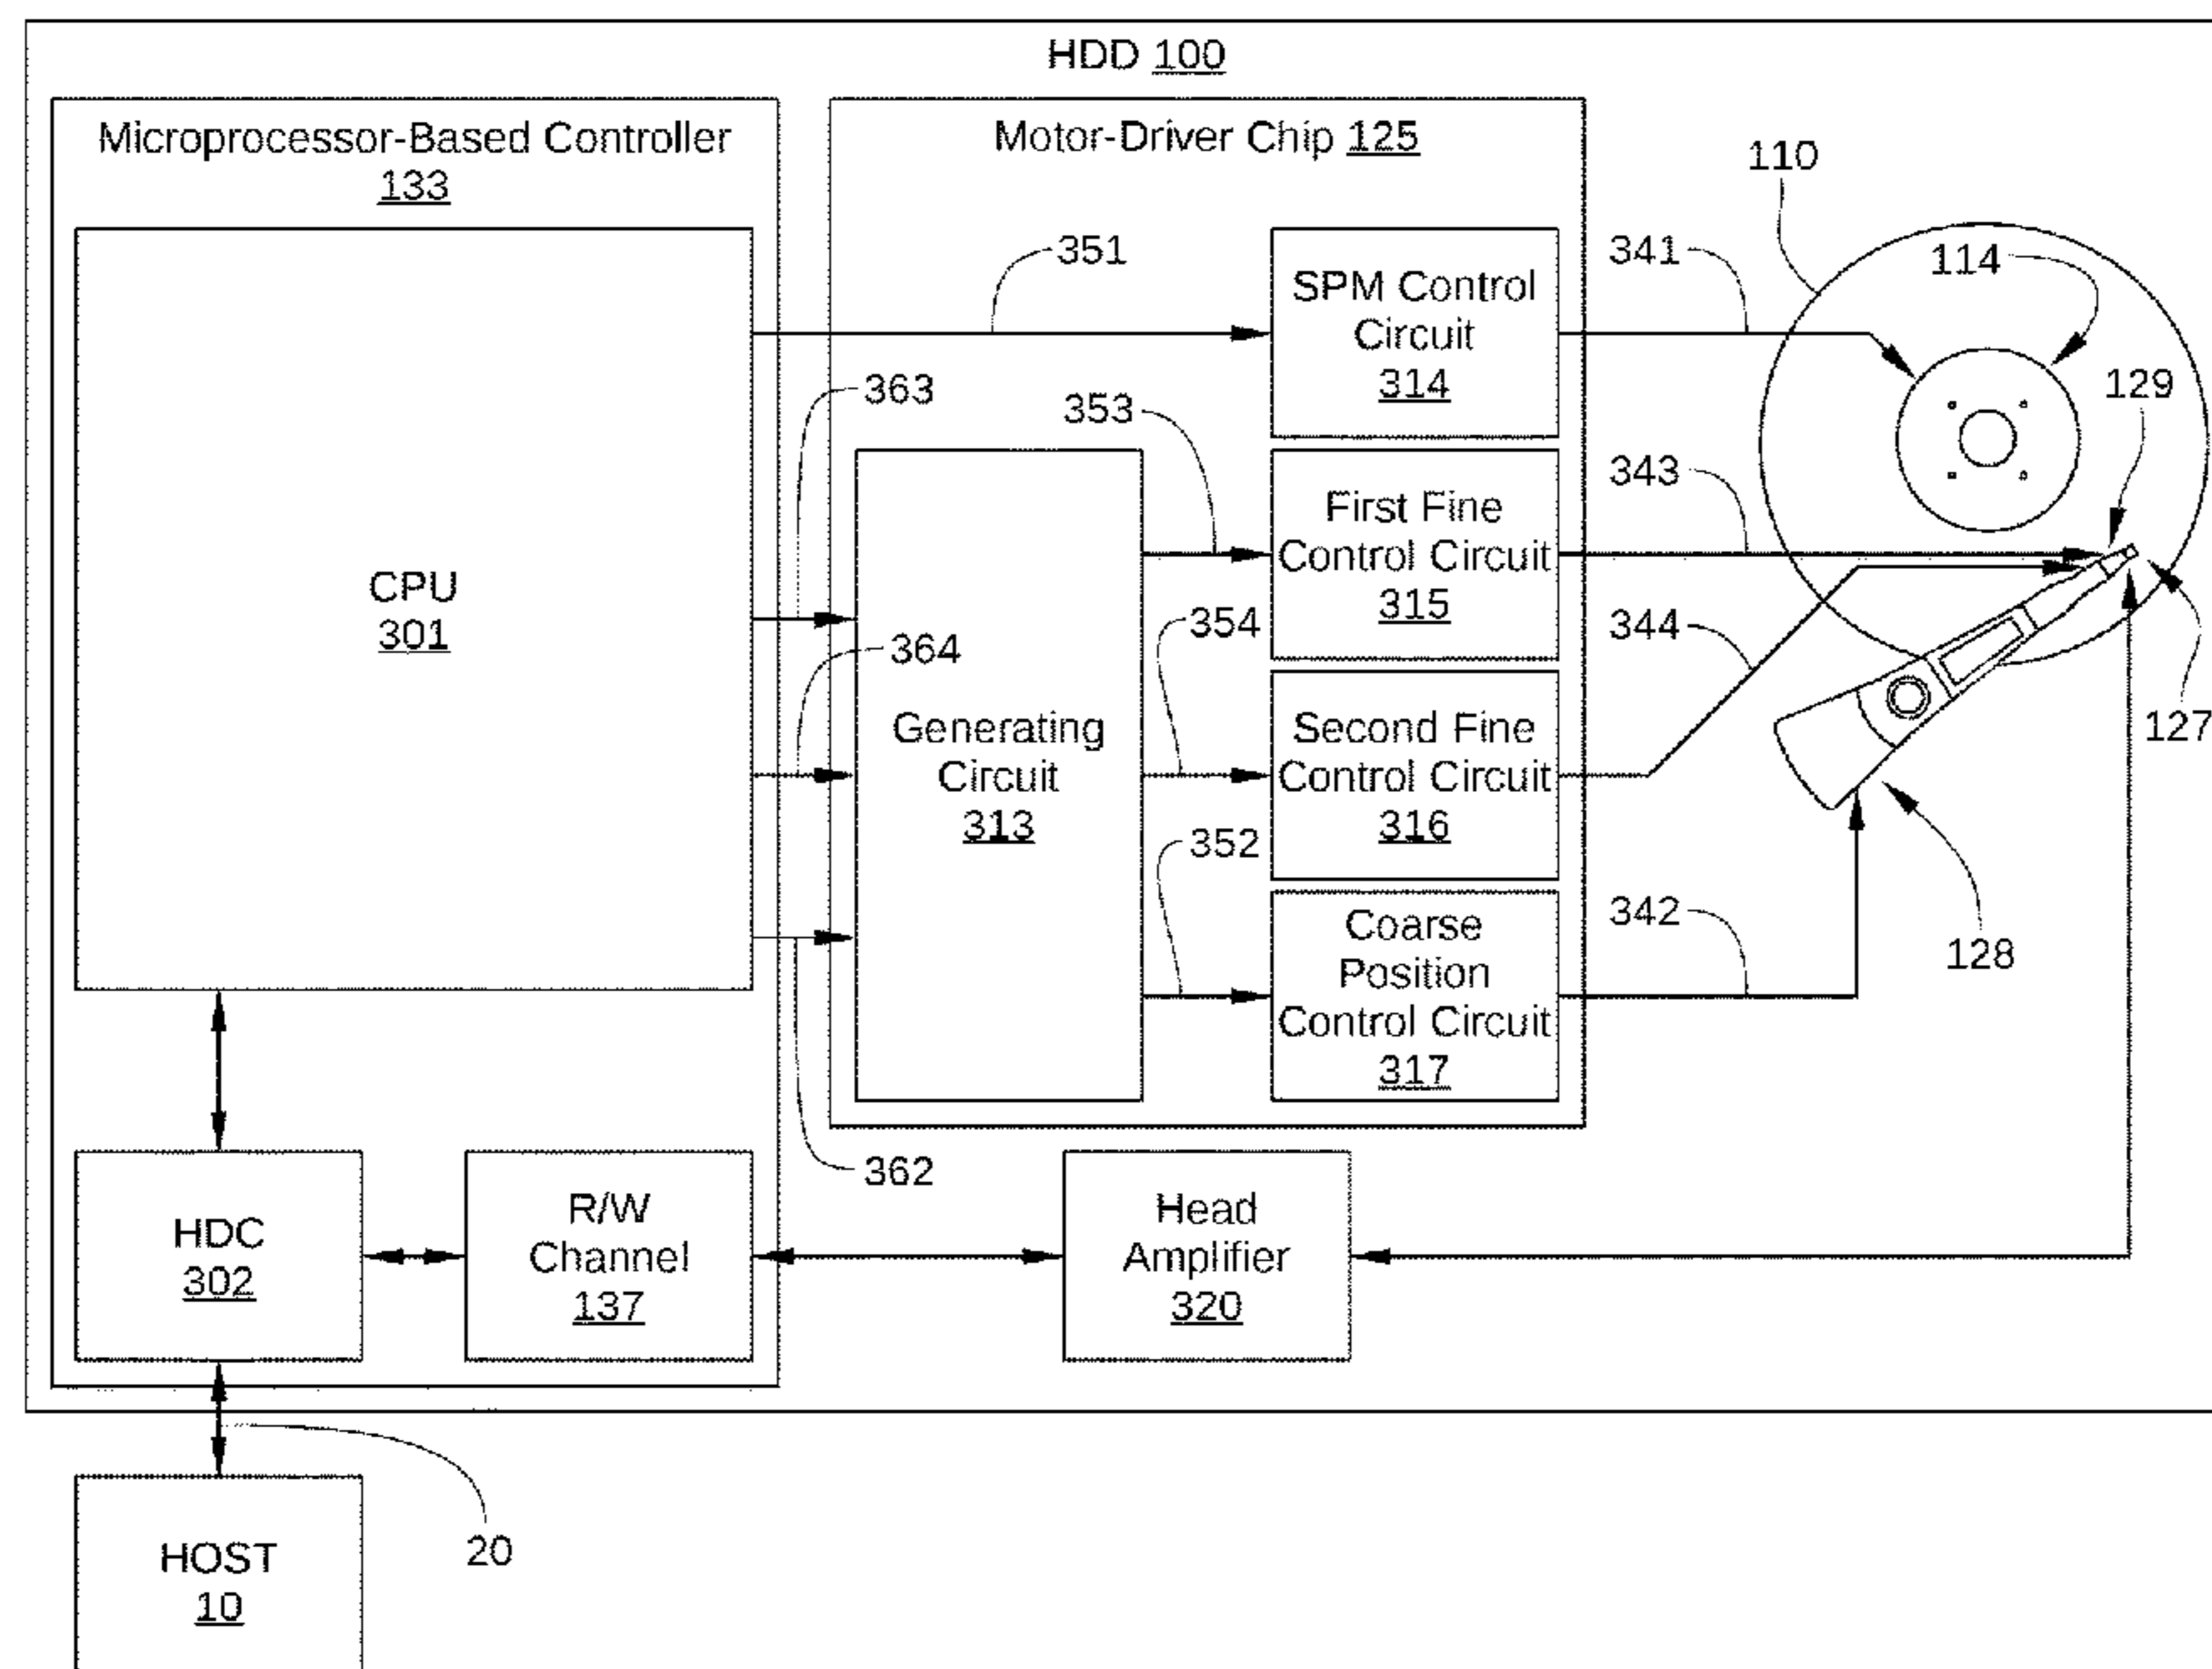 HDD 100
Microprocessor-Based Controller
133
Motor-Driver Chip 125
110
351
SPM Control
Circuit
314
341
114
363
353
129
CPU
301
364
Generating
Circuit
313
First Fine
Control Circuit
315
343
354
344
Second Fine
Control Circuit
316
127
352
Coarse
Position
Control Circuit
317
342
128
362
HDC
302
R/W
Channel
137
Head
Amplifier
320
20
HOST
10